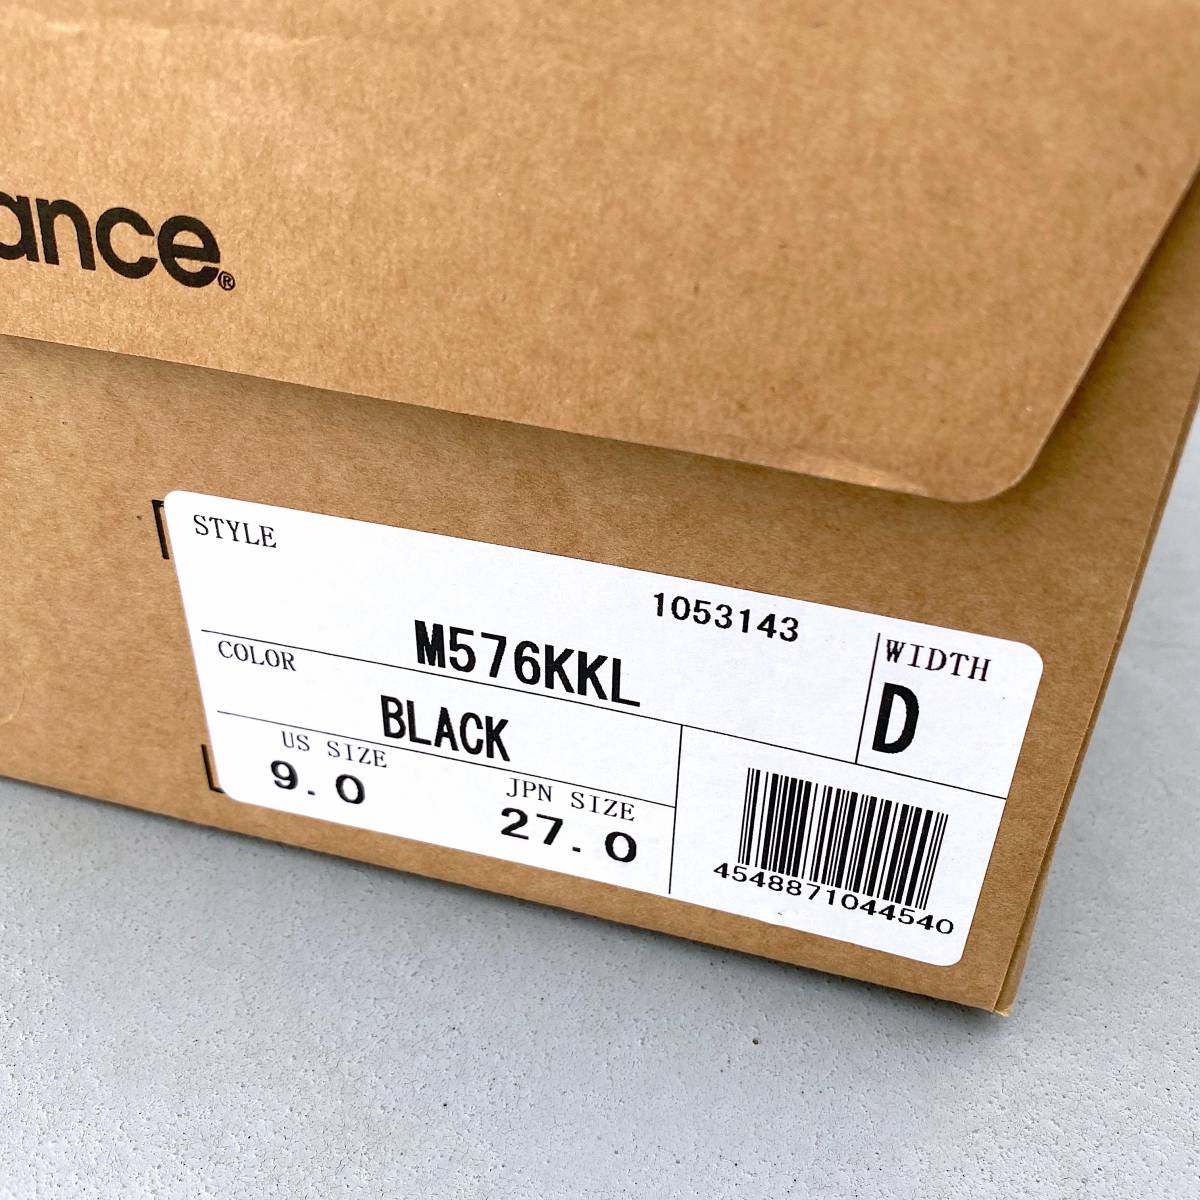 ance®
STYLE
1053143
M576KKL
WIDTH
D
COLOR
BLACK
US SIZE
9.0
JPN SIZE
27.0
4548871044540